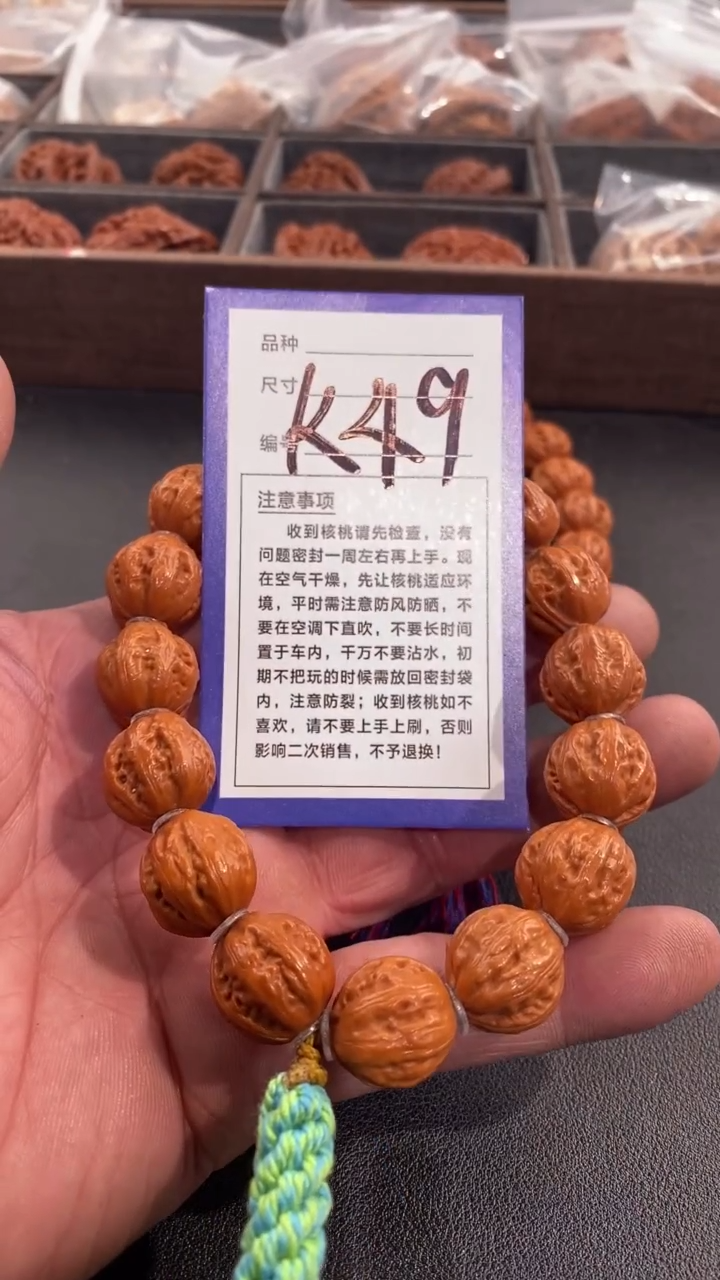 品种
尺寸
K49
编号
注意事项
收到核桃请先检查，没有
问题密封一周左右再上手。现
在空气干燥，先让核桃适应环
境，平时需注意防风防晒，不
要在空调下直吹，不要长时间
置于车内，千万不要沾水，初
期不把玩的时候需放回密封袋
内，注意防裂；收到核桃如不
喜欢，请不要上手上刷，否则
影响二次销售，不予退换！